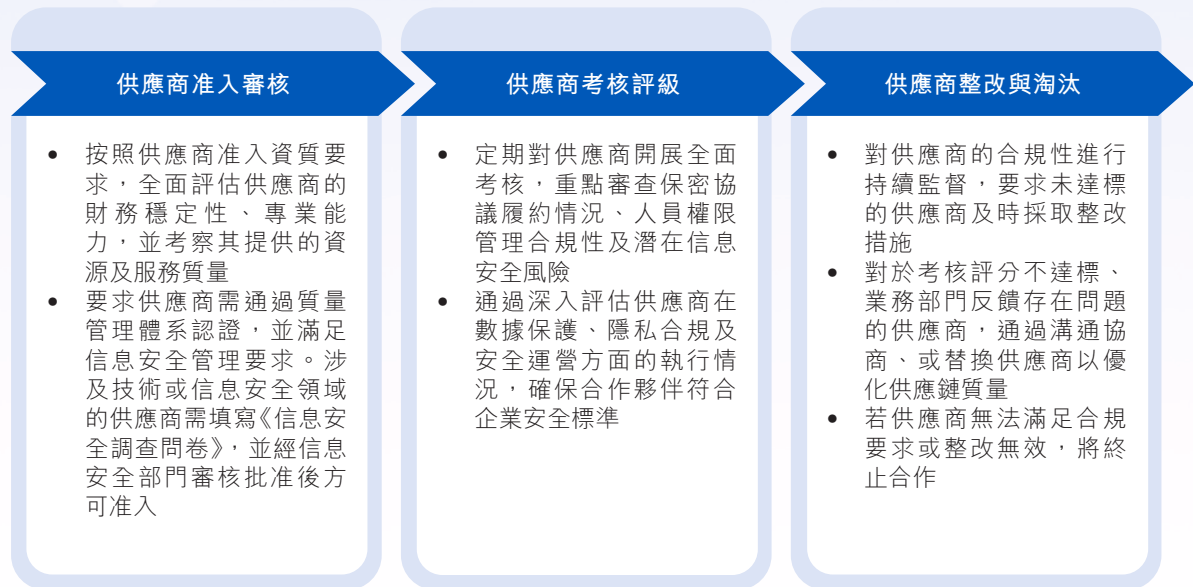 供應商准入審核
• 按照供應商准入資質要
求，全面評估供應商的
財務穩定性、專業能
力，並考察其提供的資
源及服務質量
• 要求供應商需通過質量
管理體系認證，並滿足
信息安全管理要求。涉
及技術或信息安全領域
的供應商需填寫《信息安
全調查問卷》，並經信息
安全部門審核批准後方
可准入
供應商考核評級
• 定期對供應商開展全面
考核，重點審查保密協
議履約情況、人員權限
管理合規性及潛在信息
安全風險
• 通過深入評估供應商在
數據保護、隱私合規及
安全運營方面的執行情
況，確保合作夥伴符合
企業安全標準
供應商整改與淘汰
• 對供應商的合規性進行
持續監督，要求未達標
的供應商及時採取整改
措施
• 對於考核評分不達標、
業務部門反饋存在問題
的供應商，通過溝通協
商、或替換供應商以優
化供應鏈質量
• 若供應商無法滿足合規
要求或整改無效，將終
止合作